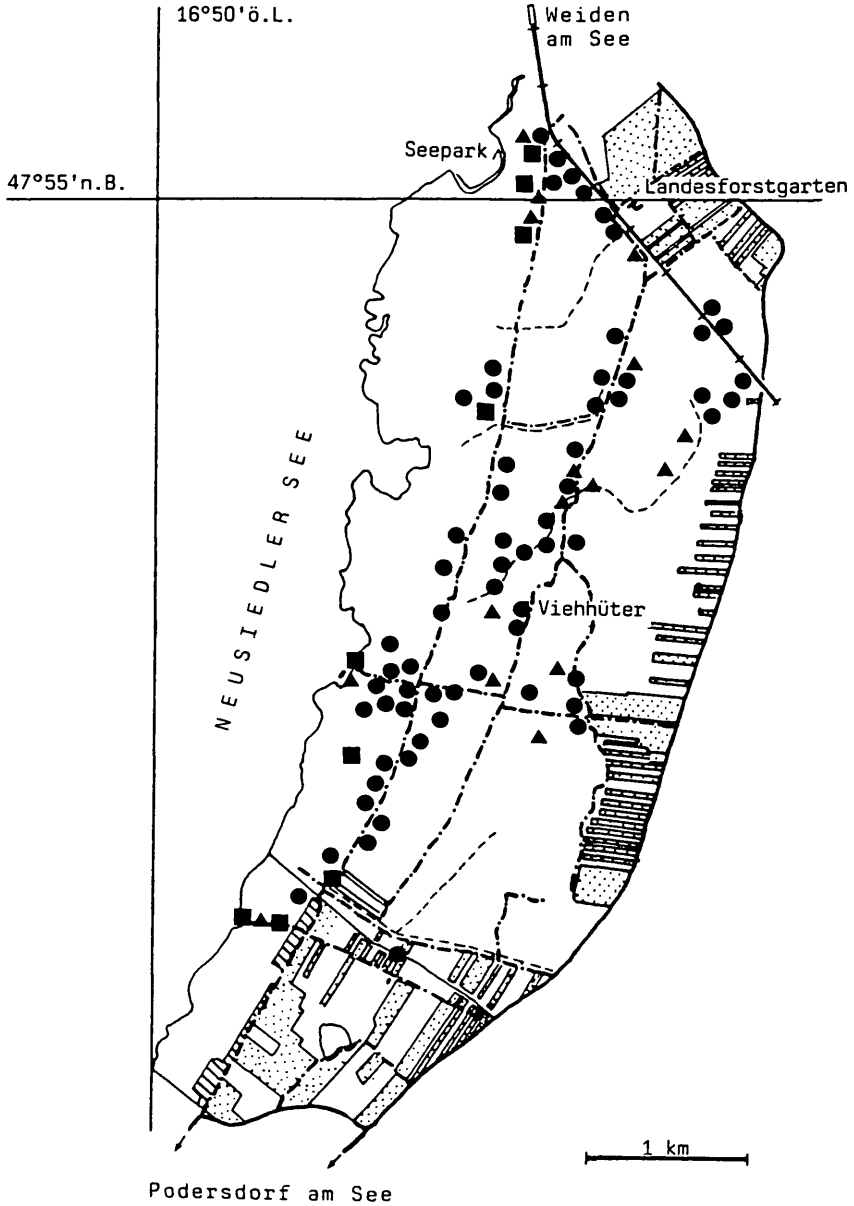 16°50'ö.L.
Weiden
am See
Seepark
47°55'n.B.
Landesforstgarten
NEUSIEDLER SEE
Viehhüter
1 km
Podersdorf am See